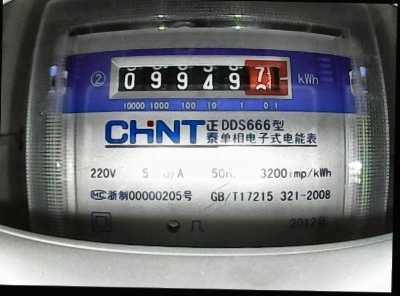 ② 0 9 9 4 9 7 kWh
10000 1000 100 10 1 0.1
CHNT 正泰 DDS666型
单相电子式电能表
220V 5 A 50Hz 3200imp/kWh
MC 浙制00000205号 GB/T17215 321-2008
2012年